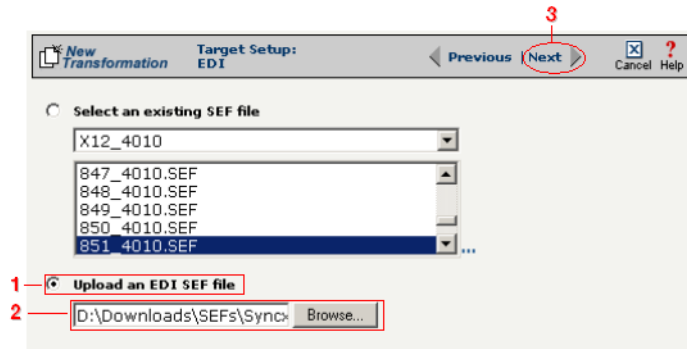 3
New Transformation
Target Setup: EDI
Previous | Next
Cancel Help
Select an existing SEF file
X12_4010
847_4010.SEF
848_4010.SEF
849_4010.SEF
850_4010.SEF
851_4010.SEF
...
1
Upload an EDI SEF file
2
D:\Downloads\SEFs\Sync
Browse...